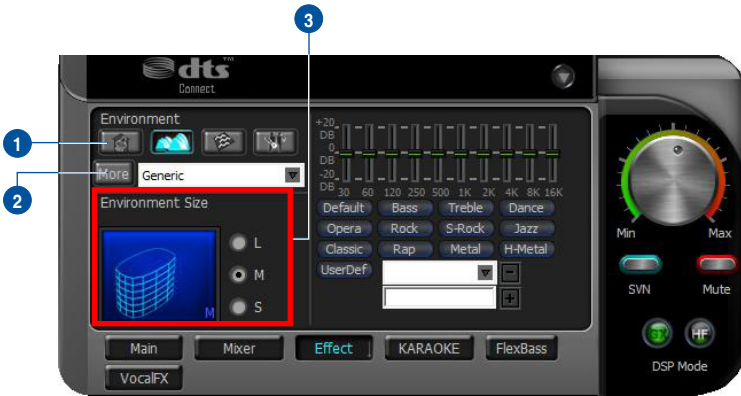 3
dts™
Connect
Environment
1
More
Generic
2
Environment Size
L
M
S
M
+20
DB
0
DB
-20
DB
30 60 120 250 500 1K 2K 4K 8K 16K
Default Bass Treble Dance
Opera Rock S-Rock Jazz
Classic Rap Metal H-Metal
UserDef
Min Max
SVN Mute
HF
DSP Mode
Main Mixer Effect KARAOKE FlexBass
VocalFX